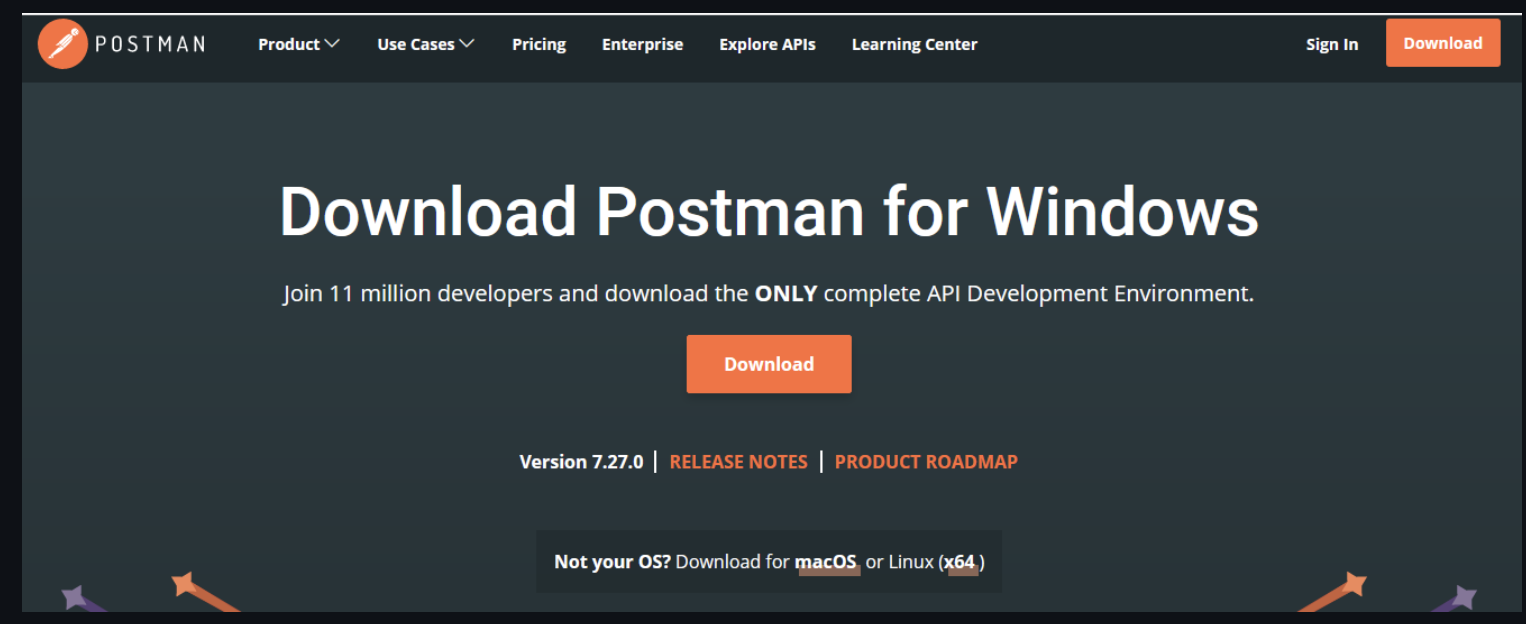 POSTMAN Product Use Cases Pricing Enterprise Explore APIs Learning Center Sign In Download
Download Postman for Windows
Join 11 million developers and download the ONLY complete API Development Environment.
Download
Version 7.27.0 | RELEASE NOTES | PRODUCT ROADMAP
Not your OS? Download for macOS or Linux (x64)